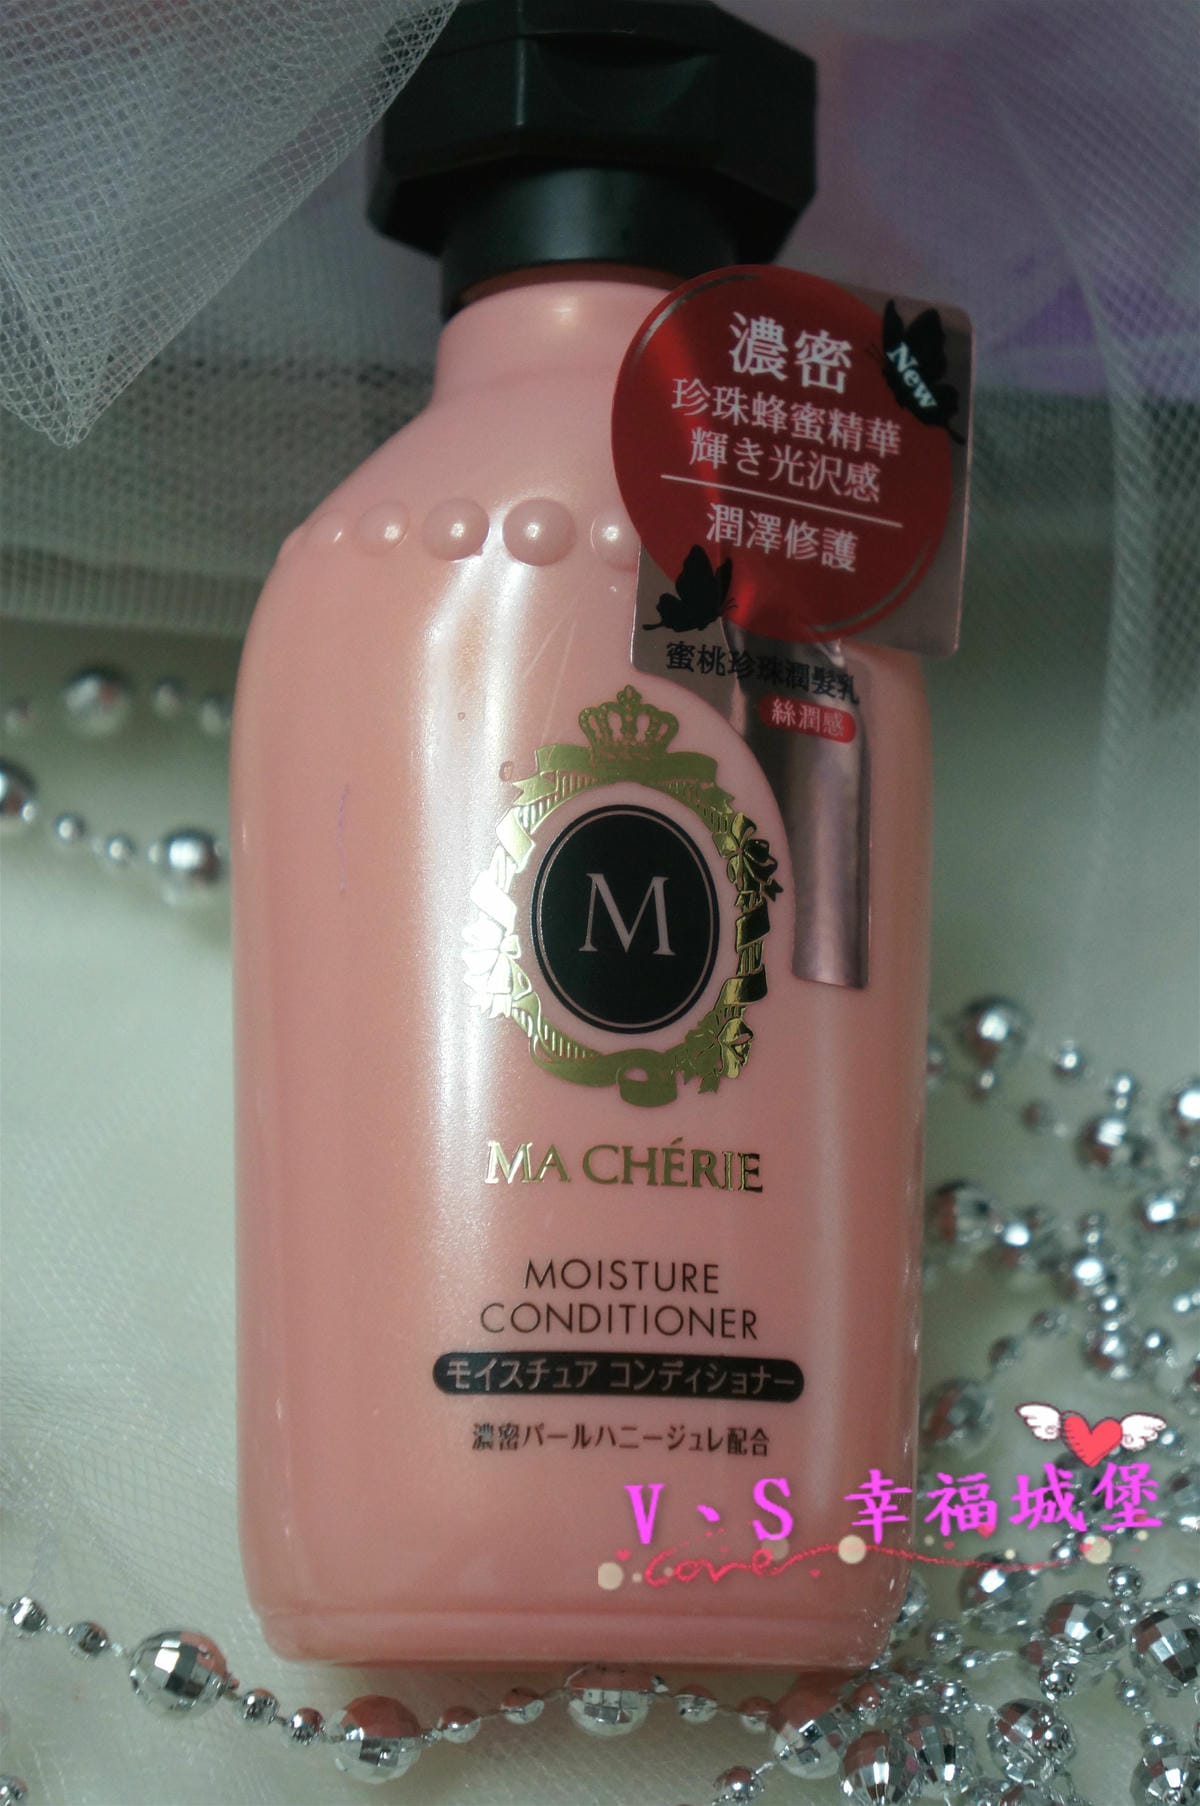 濃密
New
珍珠蜂蜜精華
輝き光沢感
潤澤修護
蜜桃珍珠潤髮乳
絲潤感
M
MA CHÉRIE
MOISTURE
CONDITIONER
モイスチュア コンディショナー
濃密パールハニージュレ配合
V、S 幸福城堡
Love